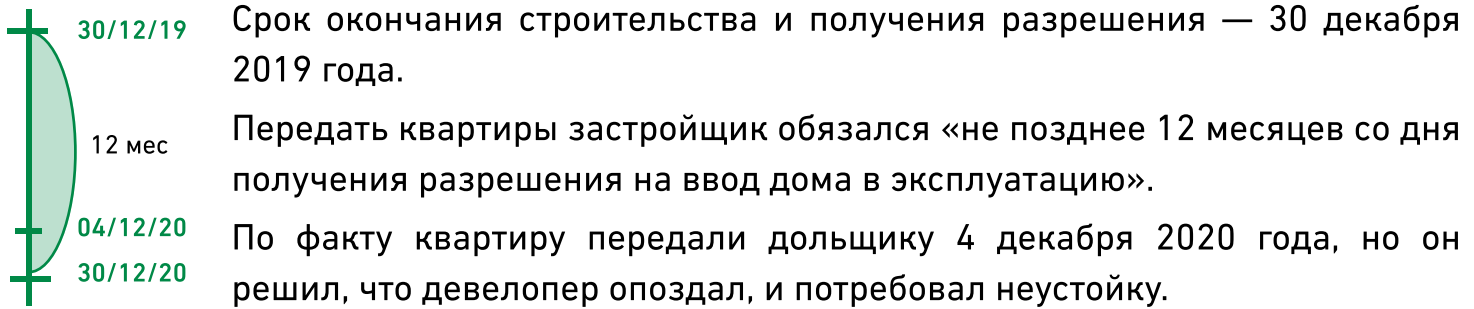 30/12/19
12 мес
04/12/20
30/12/20
Срок окончания строительства и получения разрешения — 30 декабря
2019 года.
Передать квартиры застройщик обязался «не позднее 12 месяцев со дня
получения разрешения на ввод дома в эксплуатацию».
По факту квартиру передали дольщику 4 декабря 2020 года, но он
решил, что девелопер опоздал, и потребовал неустойку.